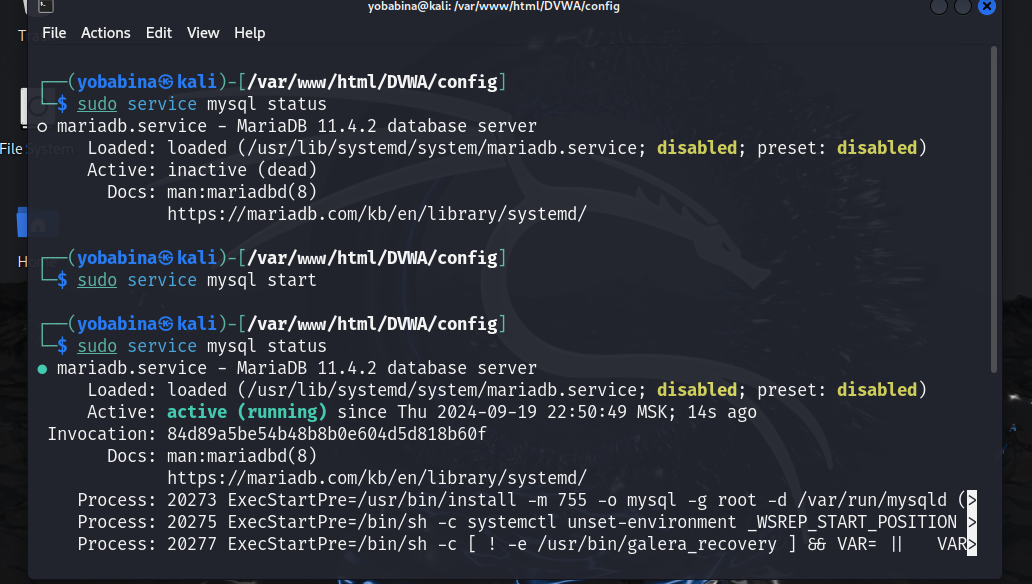 yobabina@kali: /var/www/html/DVWA/config
File Actions Edit View Help
┌──(yobabina㉿kali)-[/var/www/html/DVWA/config]
└─$ sudo service mysql status
○ mariadb.service - MariaDB 11.4.2 database server
Loaded: loaded (/usr/lib/systemd/system/mariadb.service; disabled; preset: disabled)
Active: inactive (dead)
Docs: man:mariadbd(8)
https://mariadb.com/kb/en/library/systemd/
┌──(yobabina㉿kali)-[/var/www/html/DVWA/config]
└─$ sudo service mysql start
┌──(yobabina㉿kali)-[/var/www/html/DVWA/config]
└─$ sudo service mysql status
● mariadb.service - MariaDB 11.4.2 database server
Loaded: loaded (/usr/lib/systemd/system/mariadb.service; disabled; preset: disabled)
Active: active (running) since Thu 2024-09-19 22:50:49 MSK; 14s ago
Invocation: 84d89a5be54b48b8b0e604d5d818b60f
Docs: man:mariadbd(8)
https://mariadb.com/kb/en/library/systemd/
Process: 20273 ExecStartPre=/usr/bin/install -m 755 -o mysql -g root -d /var/run/mysqld (>
Process: 20275 ExecStartPre=/bin/sh -c systemctl unset-environment _WSREP_START_POSITION >
Process: 20277 ExecStartPre=/bin/sh -c [ ! -e /usr/bin/galera_recovery ] && VAR= || VAR>
File System